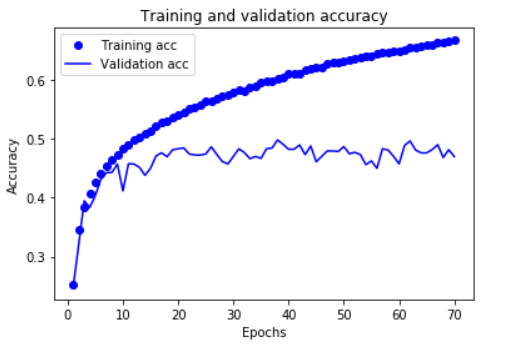 Training and validation accuracy
Training acc
Validation acc
Accuracy
0.6
0.5
0.4
0.3
0 10 20 30 40 50 60 70
Epochs